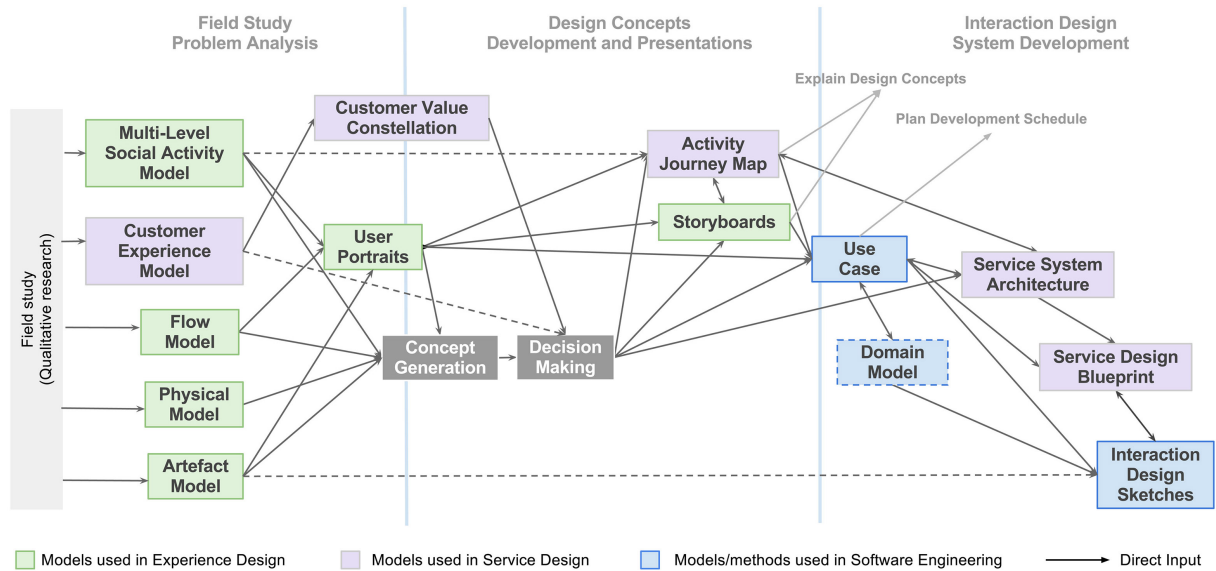 Field Study
Problem Analysis
Design Concepts
Development and Presentations
Interaction Design
System Development
Explain Design Concepts
Plan Development Schedule
Customer Value
Constellation
Multi-Level
Social Activity
Model
Activity
Journey Map
Storyboards
Customer
Experience
Model
User
Portraits
Use
Case
Service System
Architecture
Field study
(Qualitative research)
Flow
Model
Concept
Generation
Decision
Making
Domain
Model
Service Design
Blueprint
Physical
Model
Artefact
Model
Interaction
Design
Sketches
Models used in Experience Design
Models used in Service Design
Models/methods used in Software Engineering
Direct Input